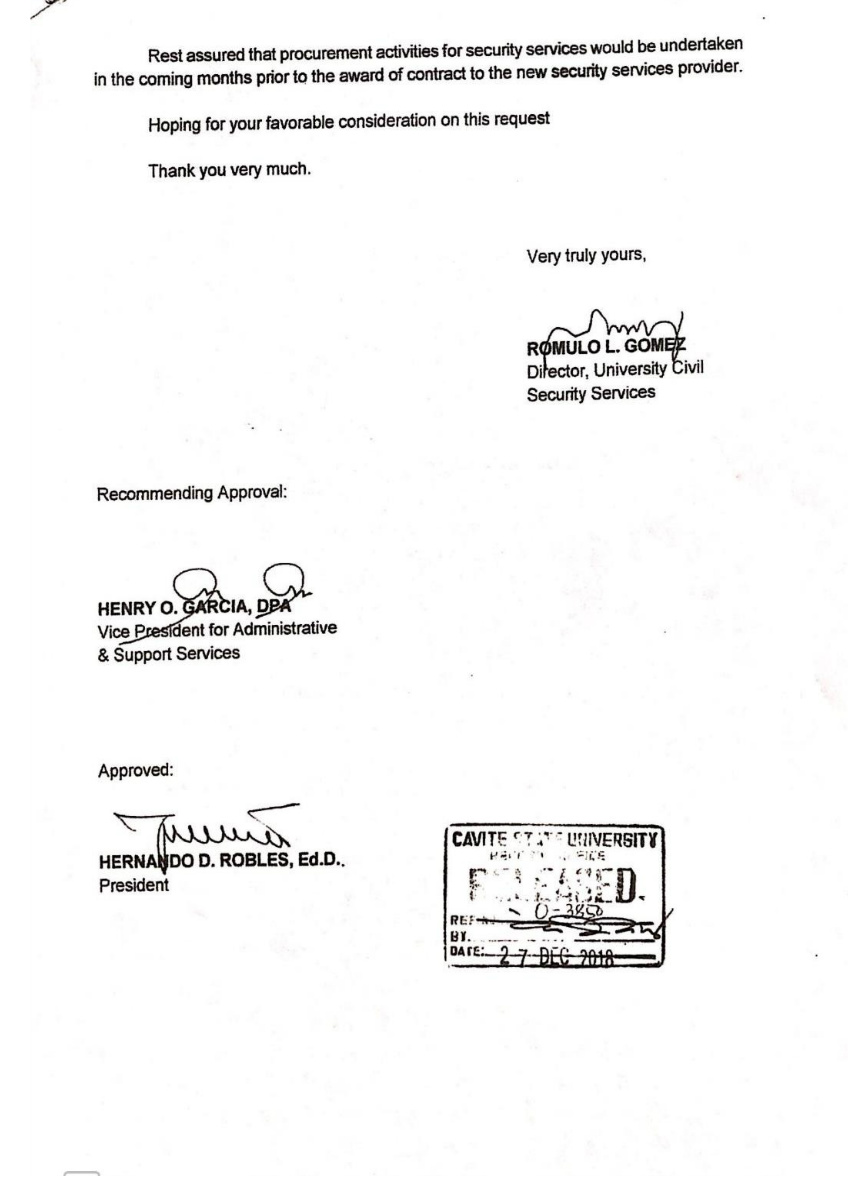 Rest assured that procurement activities for security services would be undertaken
in the coming months prior to the award of contract to the new security services provider.
Hoping for your favorable consideration on this request
Thank you very much.
Very truly yours,
ROMULO L. GOMEZ
Director, University Civil
Security Services
Recommending Approval:
HENRY O. GARCIA, DPA
Vice President for Administrative
& Support Services
Approved:
HERNANDO D. ROBLES, Ed.D..
President
CAVITE STATE UNIVERSITY
RELEASED.
REF
0-3850
BY.
DATE: 27 DEC 2018